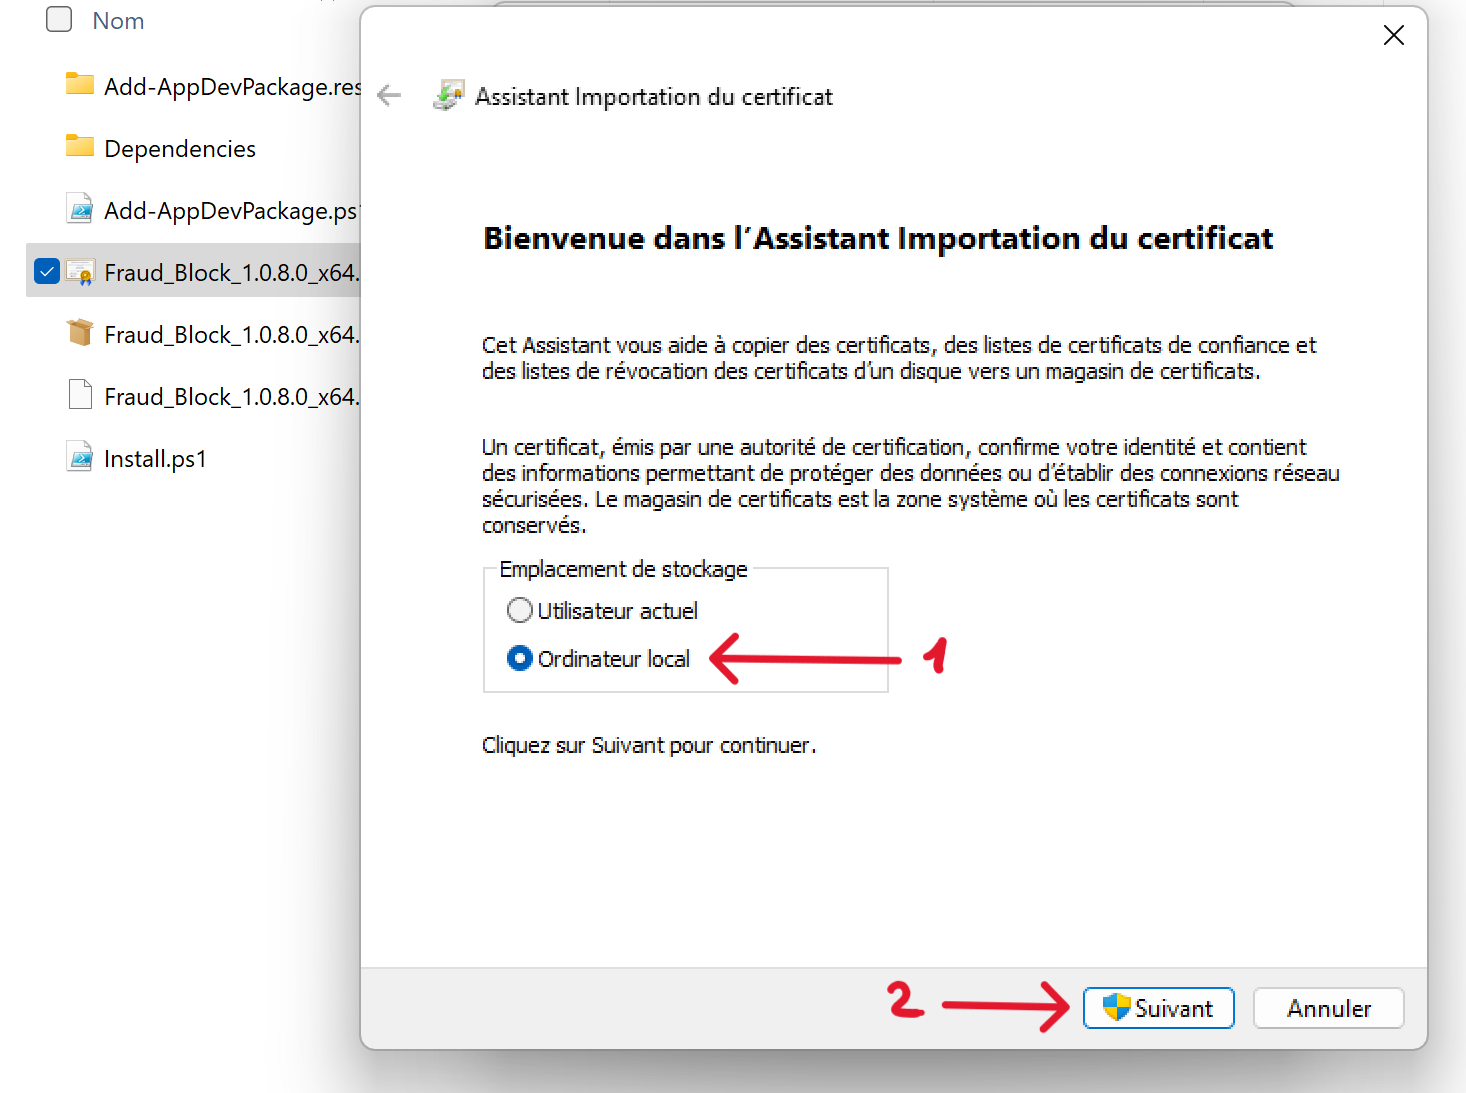 Nom
Add-AppDevPackage.res
Dependencies
Add-AppDevPackage.ps1
Fraud_Block_1.0.8.0_x64.
Fraud_Block_1.0.8.0_x64.
Fraud_Block_1.0.8.0_x64.
Install.ps1
Assistant Importation du certificat
Bienvenue dans l’Assistant Importation du certificat
Cet Assistant vous aide à copier des certificats, des listes de certificats de confiance et
des listes de révocation des certificats d’un disque vers un magasin de certificats.
Un certificat, émis par une autorité de certification, confirme votre identité et contient
des informations permettant de protéger des données ou d’établir des connexions réseau
sécurisées. Le magasin de certificats est la zone système où les certificats sont
conservés.
Emplacement de stockage
Utilisateur actuel
Ordinateur local
1
Cliquez sur Suivant pour continuer.
2
Suivant
Annuler